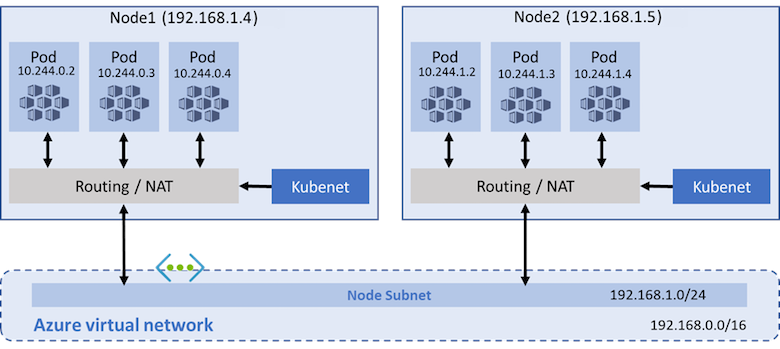 Node1 (192.168.1.4)
Pod
10.244.0.2
Pod
10.244.0.3
Pod
10.244.0.4
Routing / NAT
Kubenet
Node2 (192.168.1.5)
Pod
10.244.1.2
Pod
10.244.1.3
Pod
10.244.1.4
Routing / NAT
Kubenet
Node Subnet
192.168.1.0/24
Azure virtual network
192.168.0.0/16